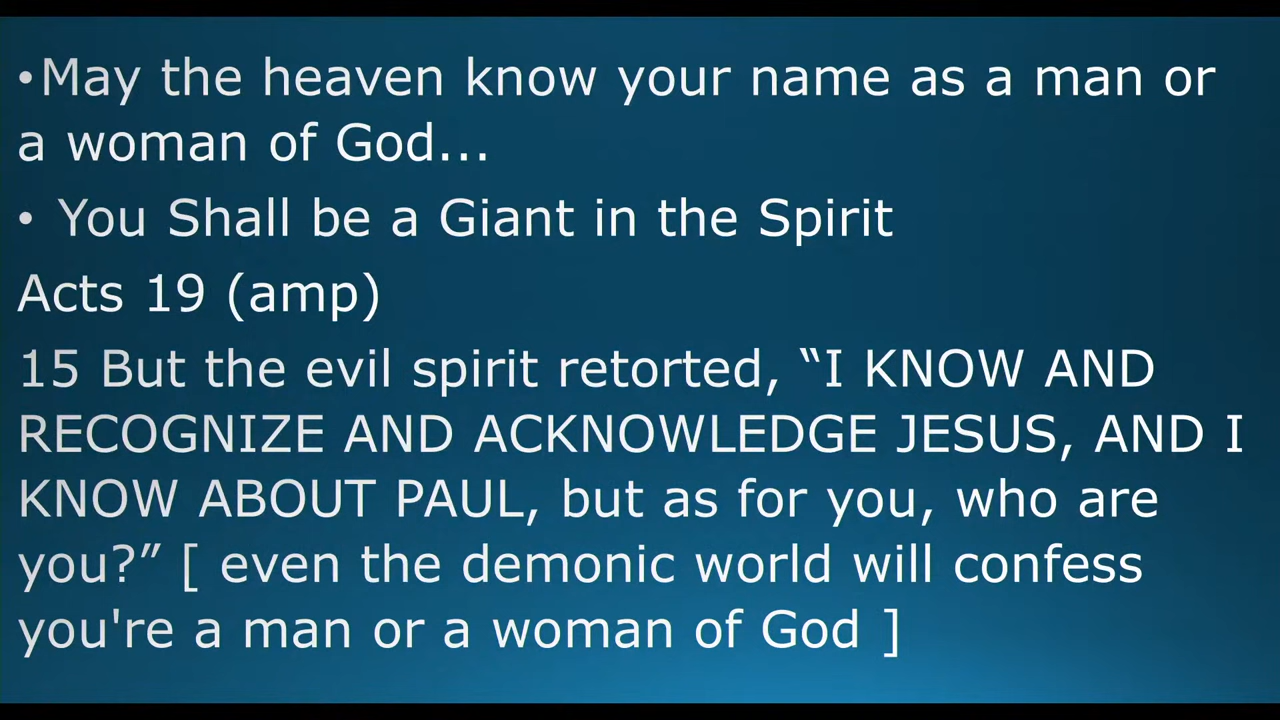 •May the heaven know your name as a man or
a woman of God...
• You Shall be a Giant in the Spirit
Acts 19 (amp)
15 But the evil spirit retorted, “I KNOW AND
RECOGNIZE AND ACKNOWLEDGE JESUS, AND I
KNOW ABOUT PAUL, but as for you, who are
you?” [ even the demonic world will confess
you're a man or a woman of God ]